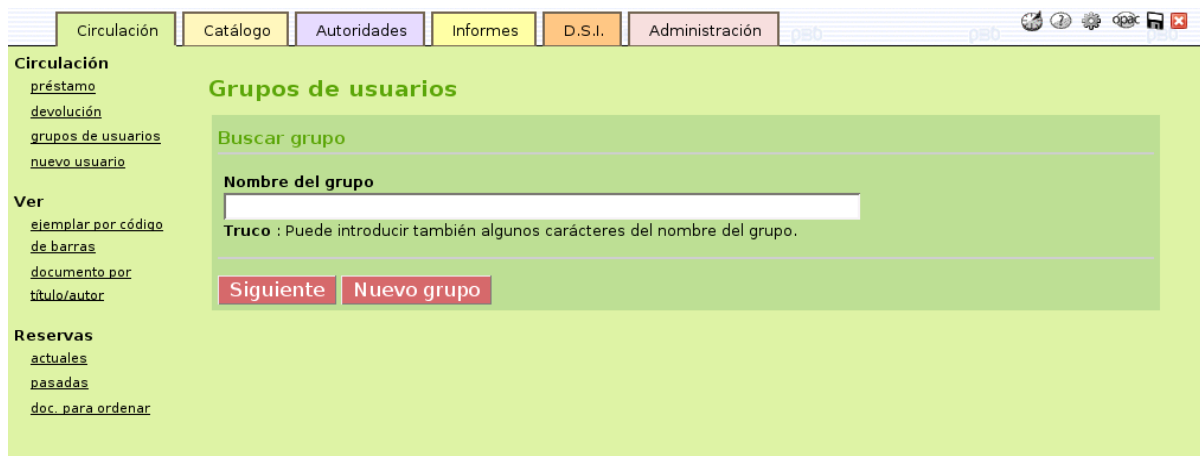 Circulación Catálogo Autoridades Informes D.S.I. Administración opac
Circulación
préstamo
devolución
grupos de usuarios
nuevo usuario
Ver
ejemplar por código
de barras
documento por
título/autor
Reservas
actuales
pasadas
doc. para ordenar
Grupos de usuarios
Buscar grupo
Nombre del grupo
Truco : Puede introducir también algunos carácteres del nombre del grupo.
Siguiente Nuevo grupo